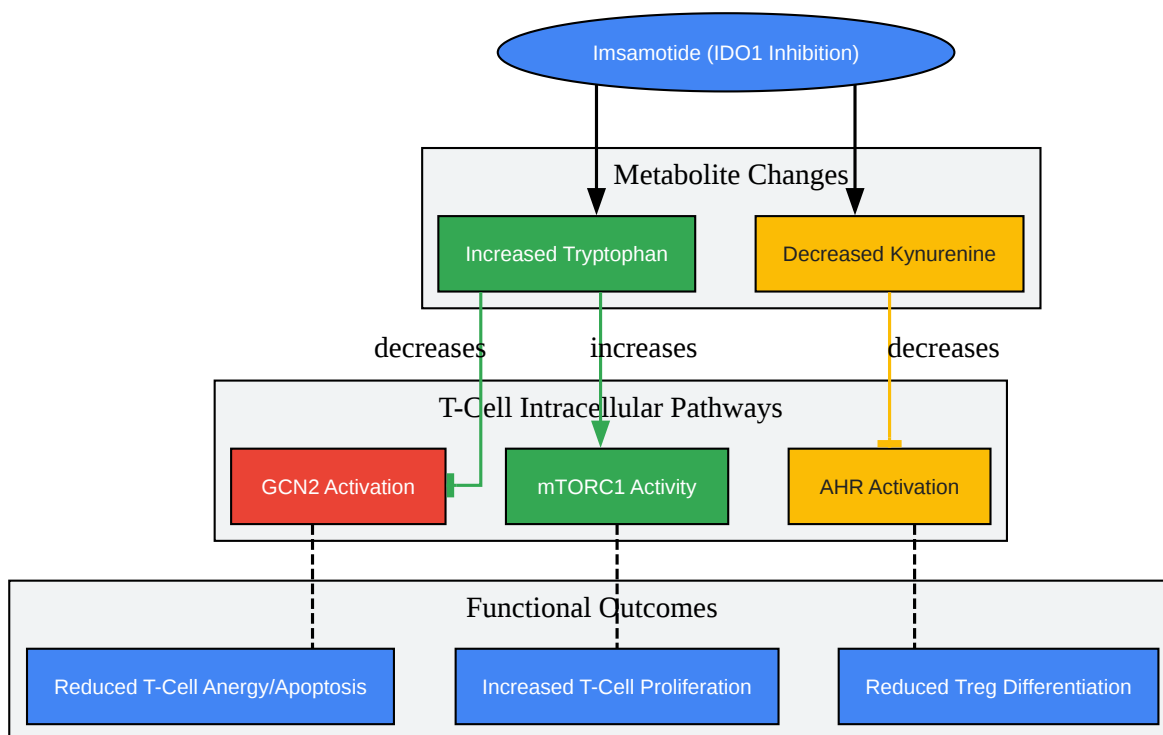 Imsamotide (IDO1 Inhibition)
Metabolite Changes
Increased Tryptophan
Decreased Kynurenine
decreases
increases
decreases
T-Cell Intracellular Pathways
GCN2 Activation
mTORC1 Activity
AHR Activation
Functional Outcomes
Reduced T-Cell Anergy/Apoptosis
Increased T-Cell Proliferation
Reduced Treg Differentiation